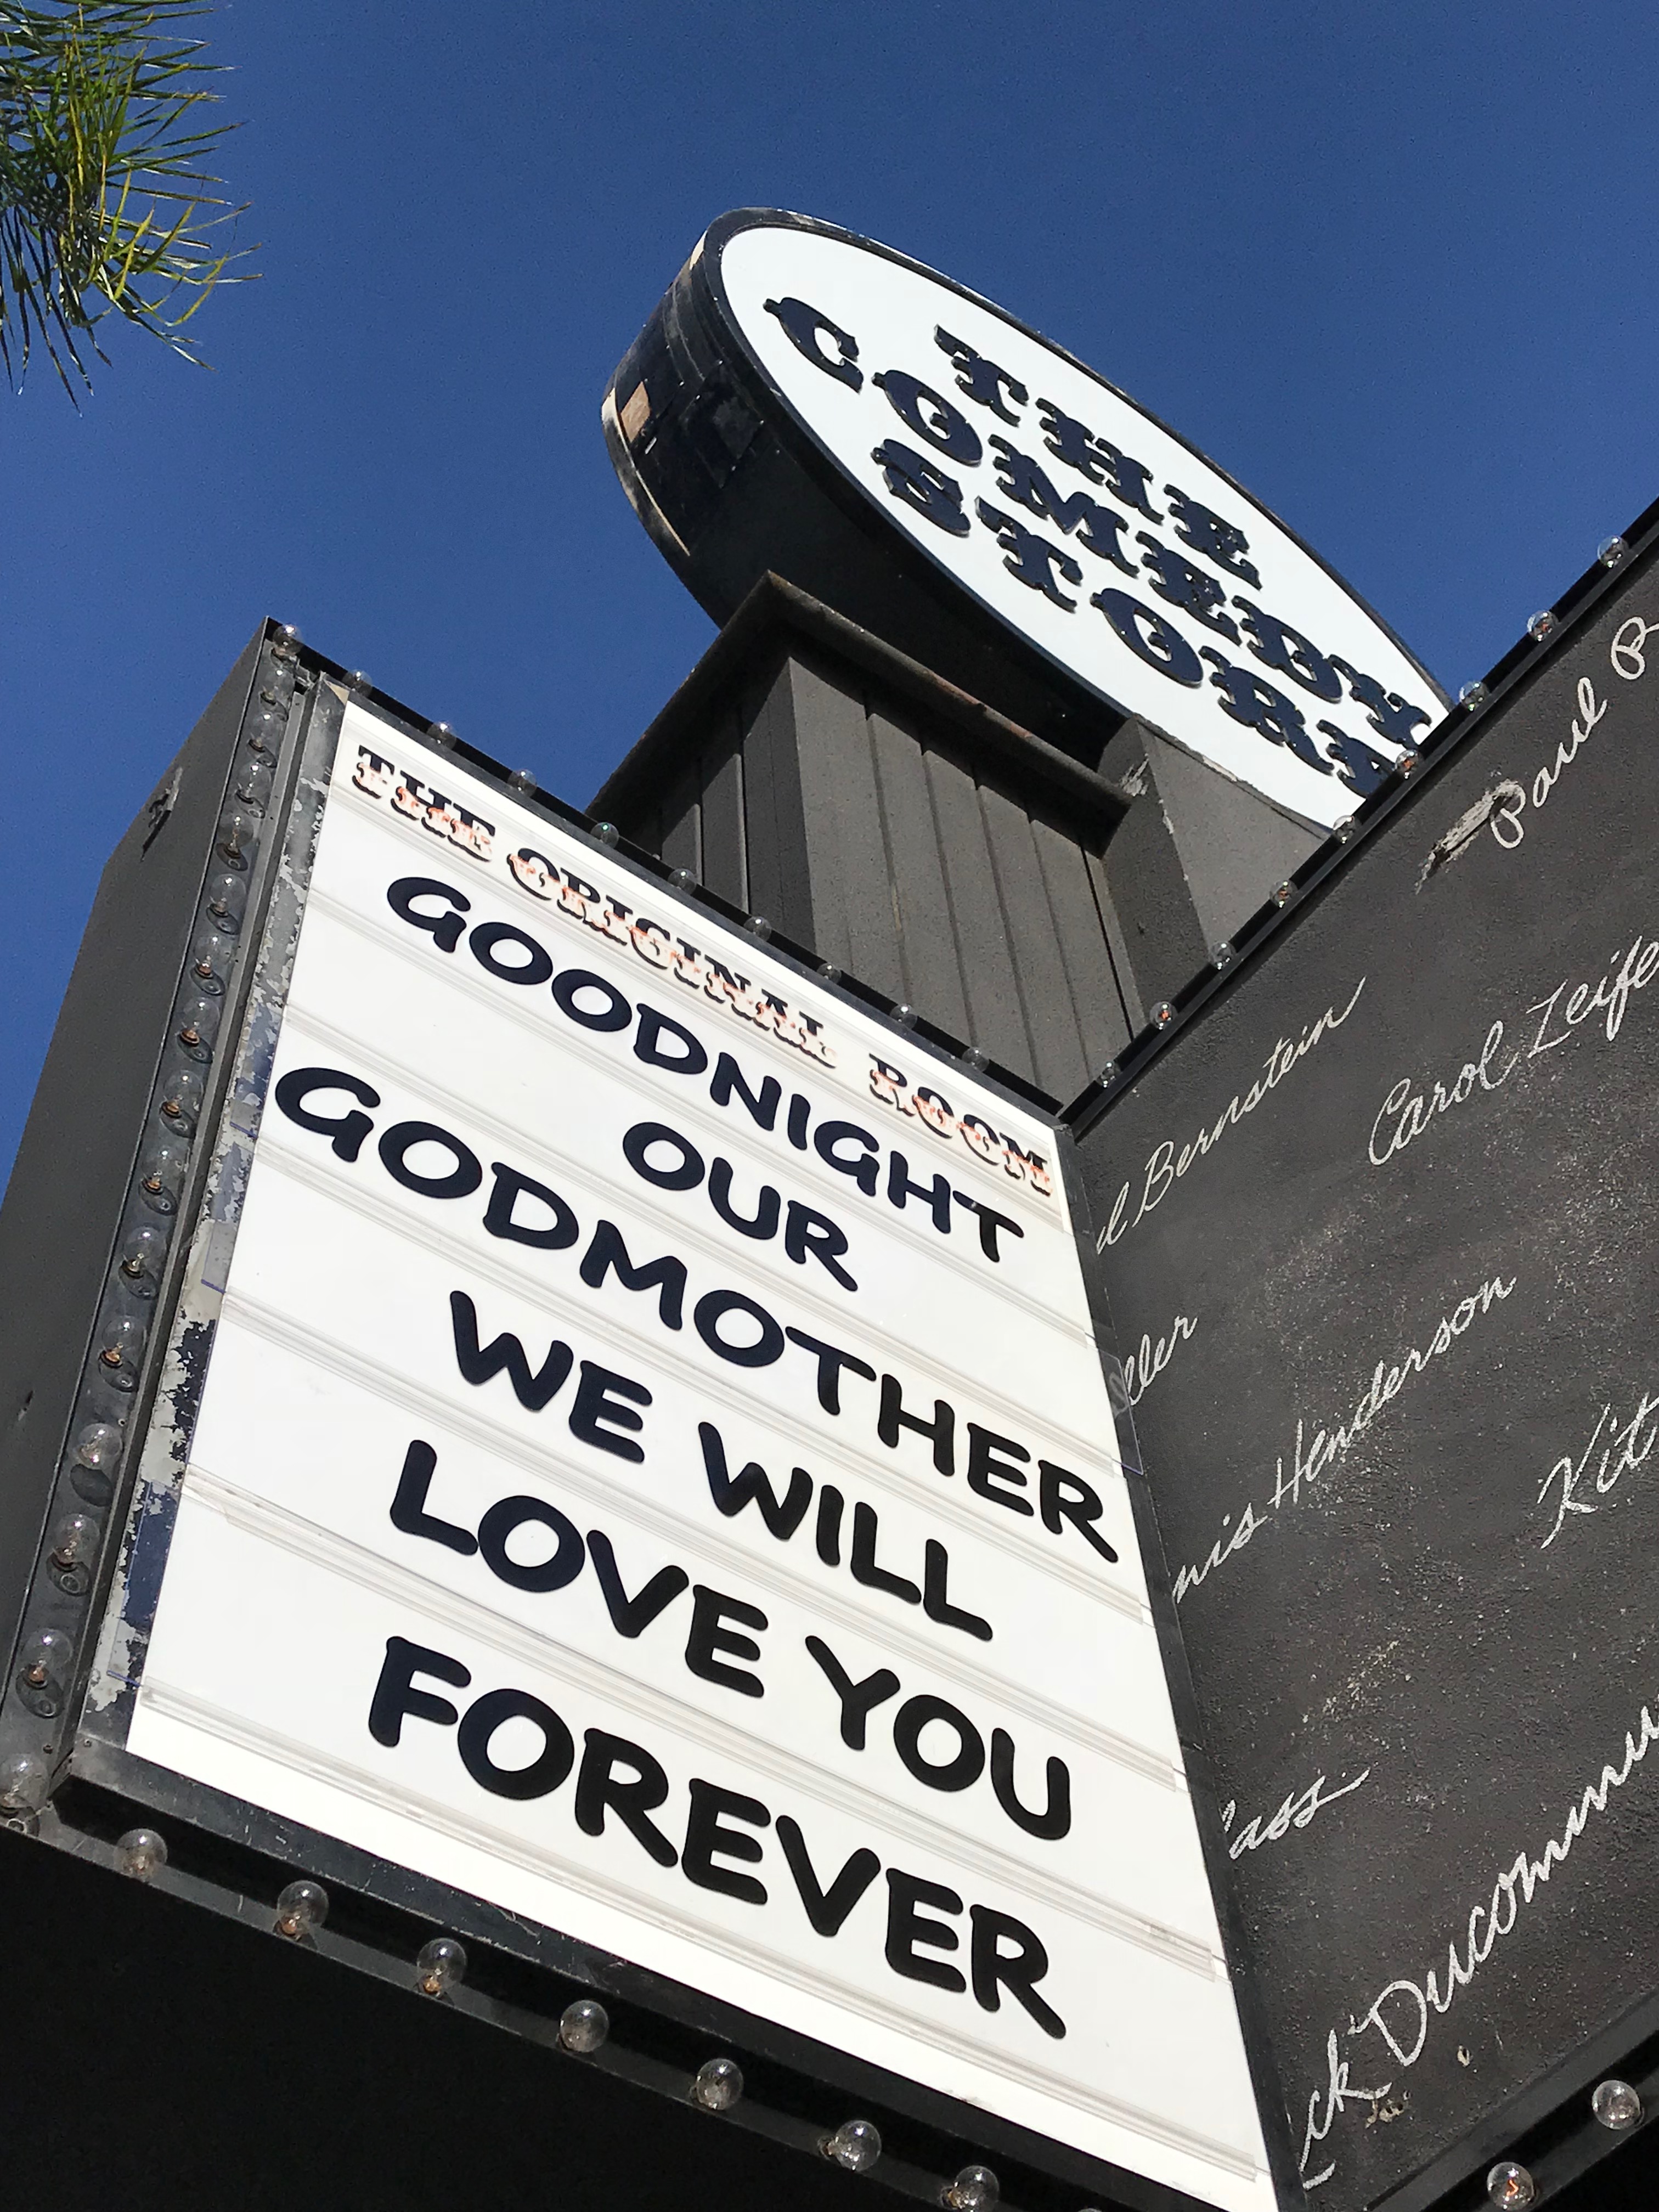 THE
COMEDY
STORE
THE ORIGINAL ROOM
GOODNIGHT
OUR
GODMOTHER
WE WILL
LOVE YOU
FOREVER
Paul
Bernstein
Carol
Henderson
Kit
Ducommun